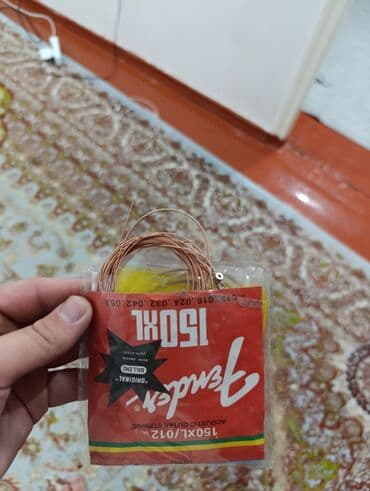 150XL/012
ACOUSTIC GUITAR STRINGS
Fender
"ORIGINAL"
BALL END
150XL
.012, .016, .024, .032, .042, .053